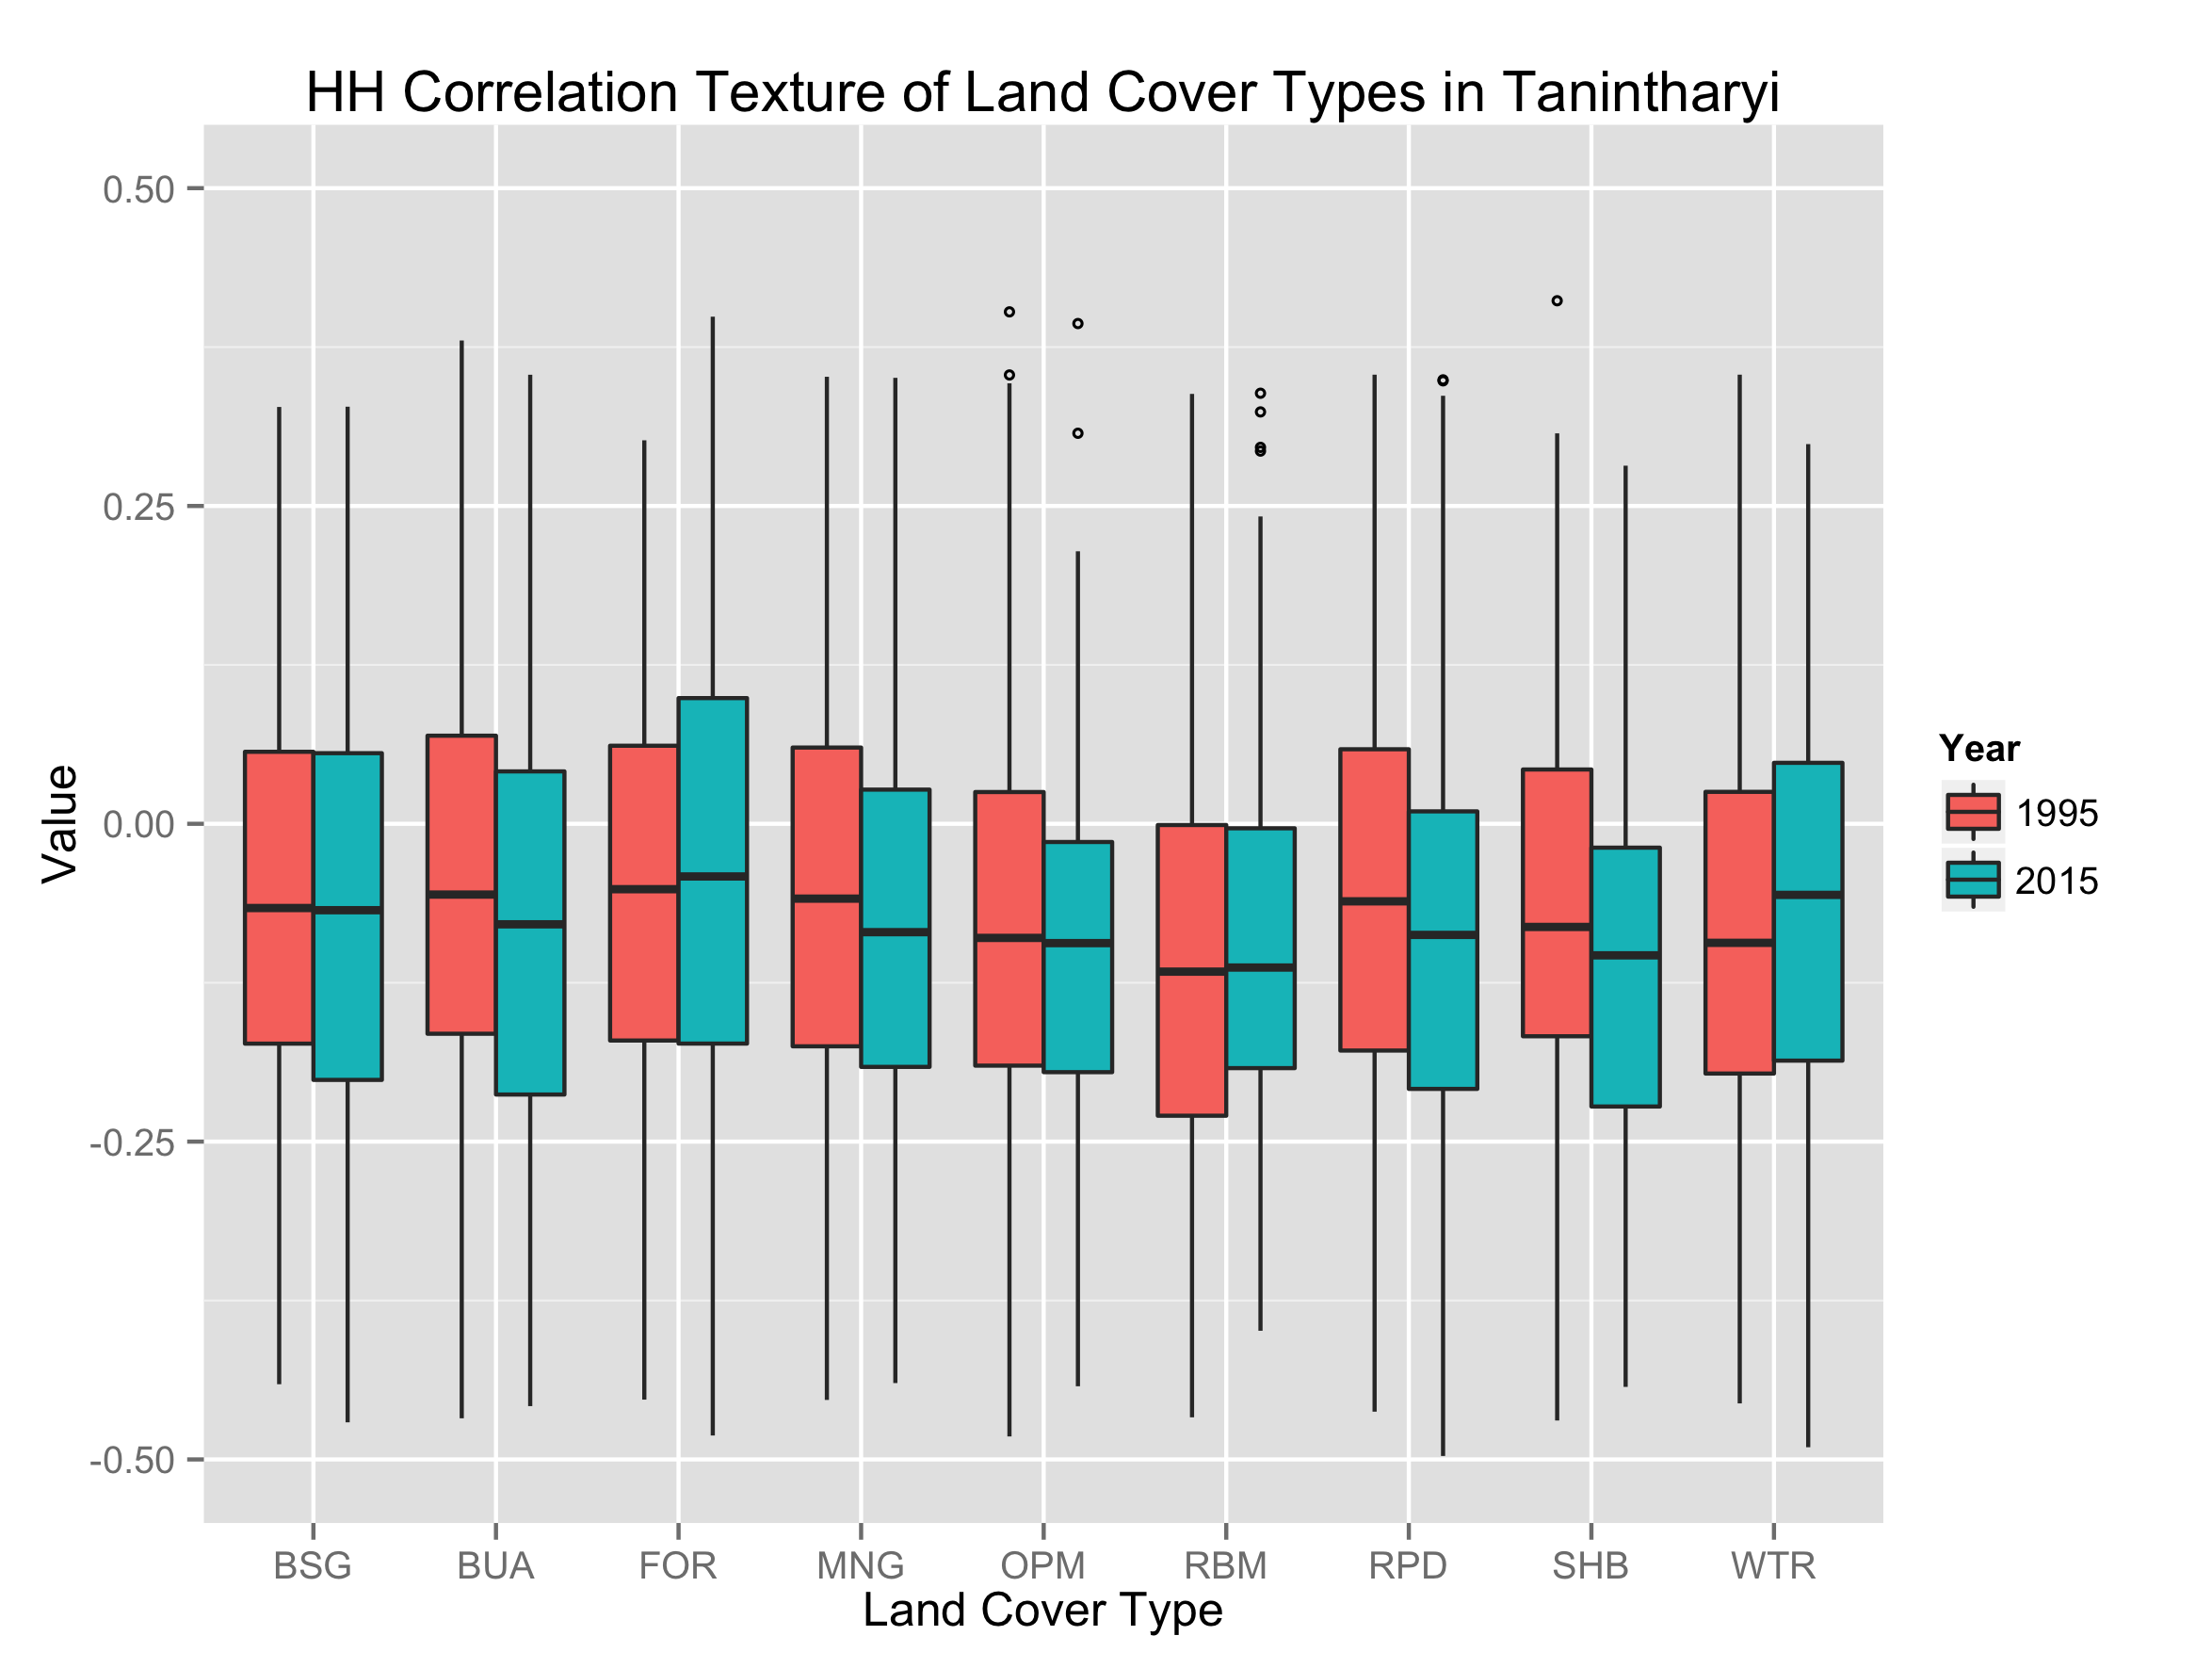 HH Correlation Texture of Land Cover Types in Tanintharyi
Value
0.50
0.25
0.00
-0.25
-0.50
BSG BUA FOR MNG OPM RBM RPD SHB WTR
Land Cover Type
Year
1995
2015